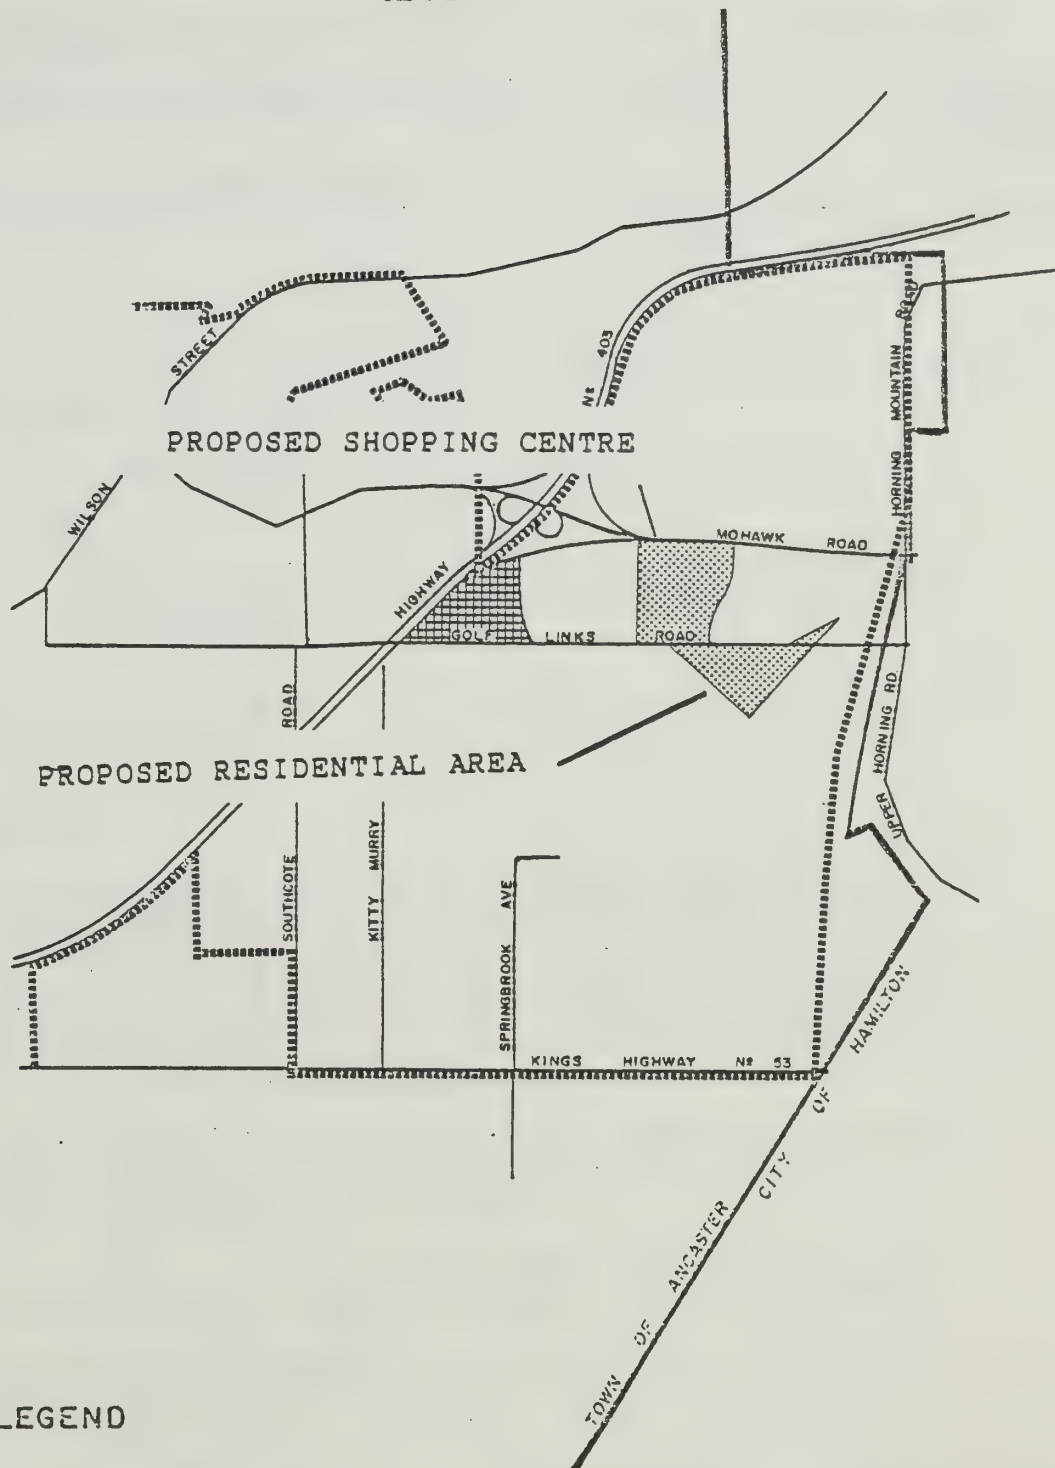 STREET
Nº 403
ROAD
HORNING MOUNTAIN
PROPOSED SHOPPING CENTRE
WILSON
MOHAWK ROAD
HIGHWAY
GOLF LINKS ROAD
ROAD
UPPER HORNING RD.
PROPOSED RESIDENTIAL AREA
SOUTHCOTE
KITTY MURRY
SPRINGBROOK AVE
KINGS HIGHWAY Nº 53
CITY OF HAMILTON
TOWN OF ANCASTER
LEGEND